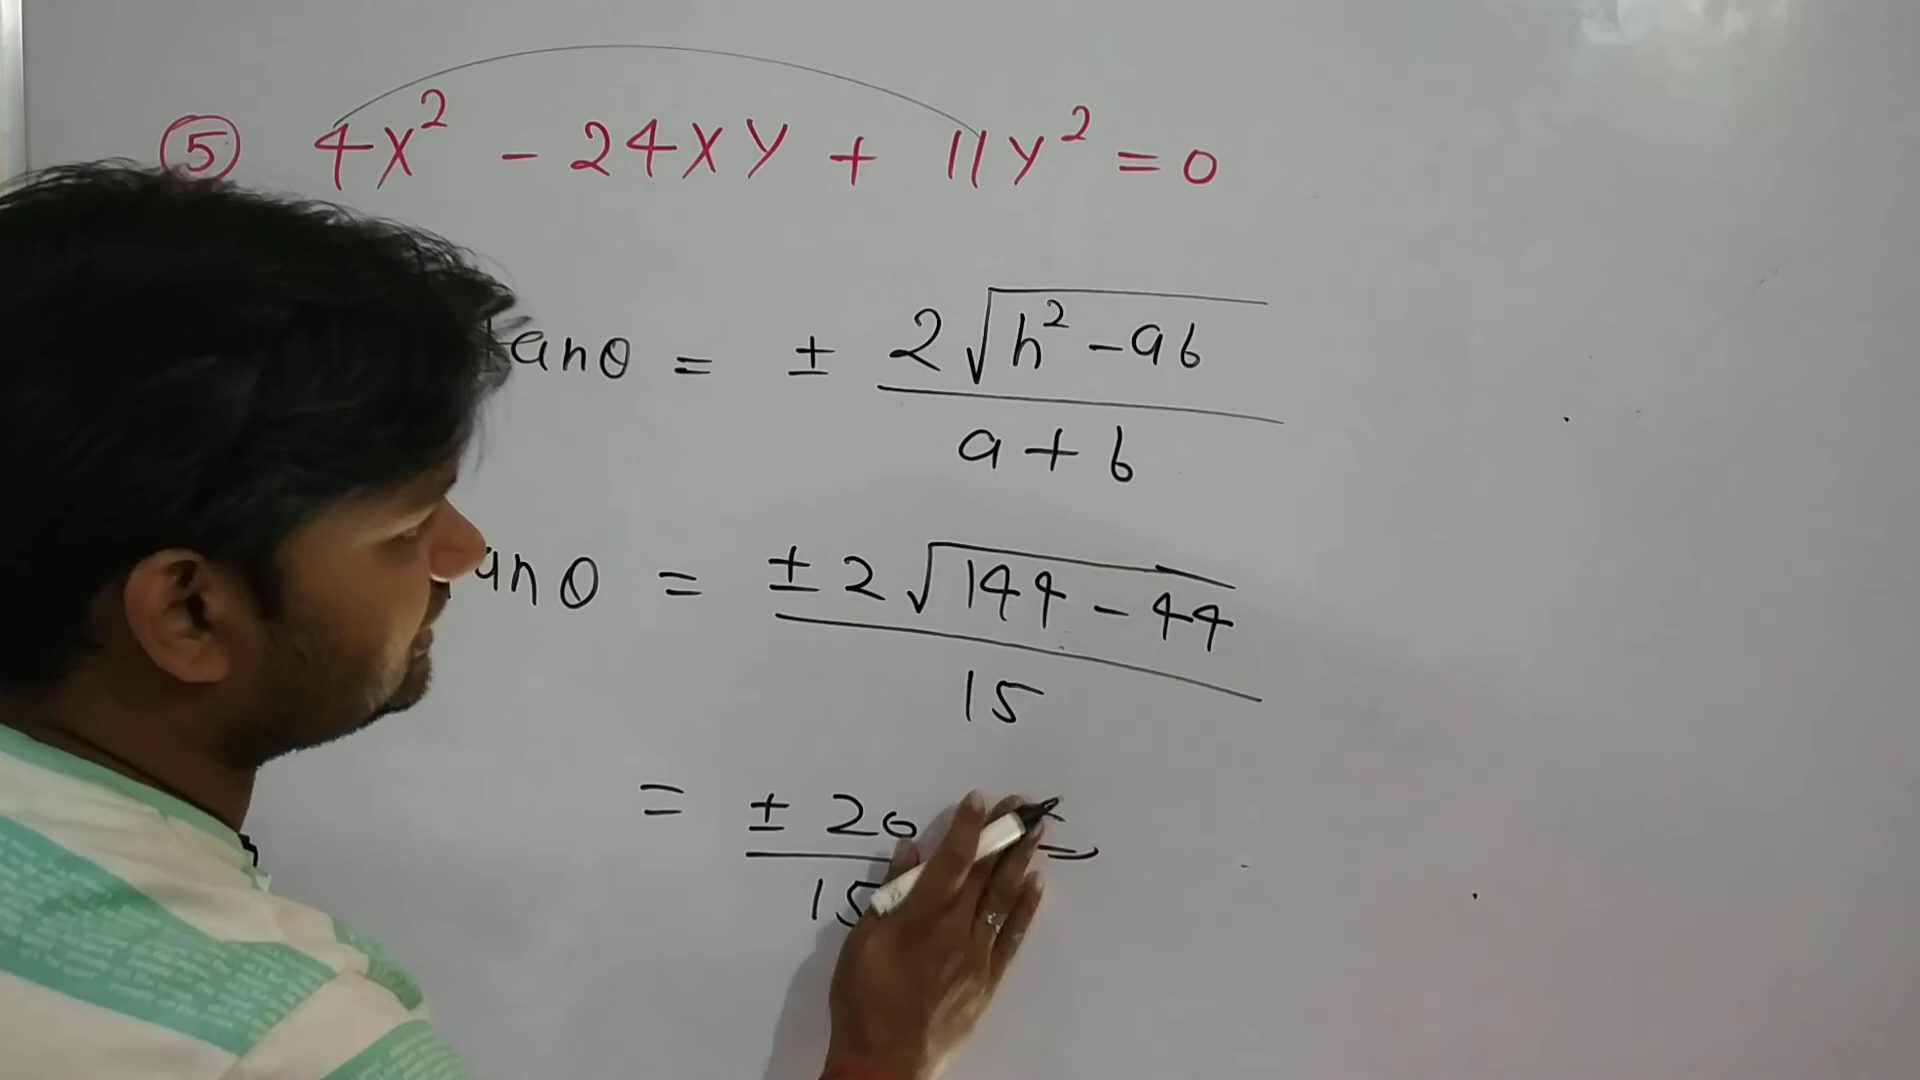 ⑤ 4x² - 24xy + 11y² = 0
tanθ = ± 2√(h² - ab) / a + b
tanθ = ± 2√(144 - 44) / 15
= ± 20 / 15 =